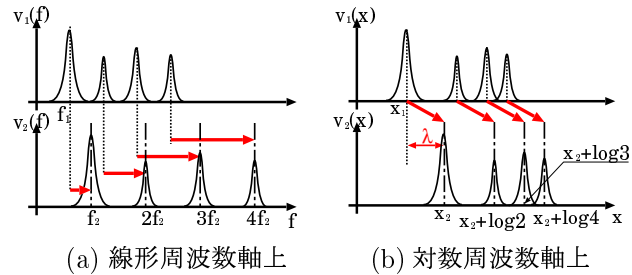 v₁(f)
f₁
v₂(f)
f₂ 2f₂ 3f₂ 4f₂ f
(a) 線形周波数軸上
v₁(x)
x₁
v₂(x)
λ
x₂+log3
x₂ x₂+log2 x₂+log4 x
(b) 対数周波数軸上